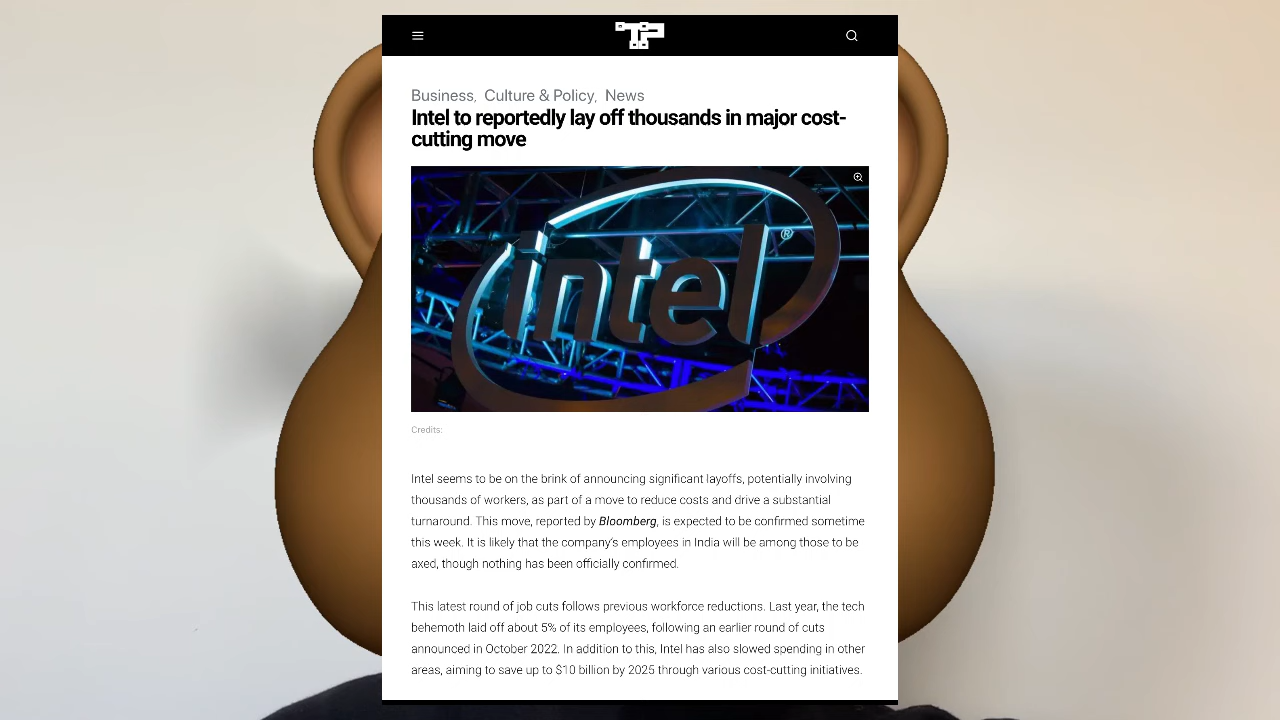 TP
Business, Culture & Policy, News
Intel to reportedly lay off thousands in major cost-
cutting move
intel
®
Credits:
Intel seems to be on the brink of announcing significant layoffs, potentially involving
thousands of workers, as part of a move to reduce costs and drive a substantial
turnaround. This move, reported by Bloomberg, is expected to be confirmed sometime
this week. It is likely that the company's employees in India will be among those to be
axed, though nothing has been officially confirmed.
This latest round of job cuts follows previous workforce reductions. Last year, the tech
behemoth laid off about 5% of its employees, following an earlier round of cuts
announced in October 2022. In addition to this, Intel has also slowed spending in other
areas, aiming to save up to $10 billion by 2025 through various cost-cutting initiatives.